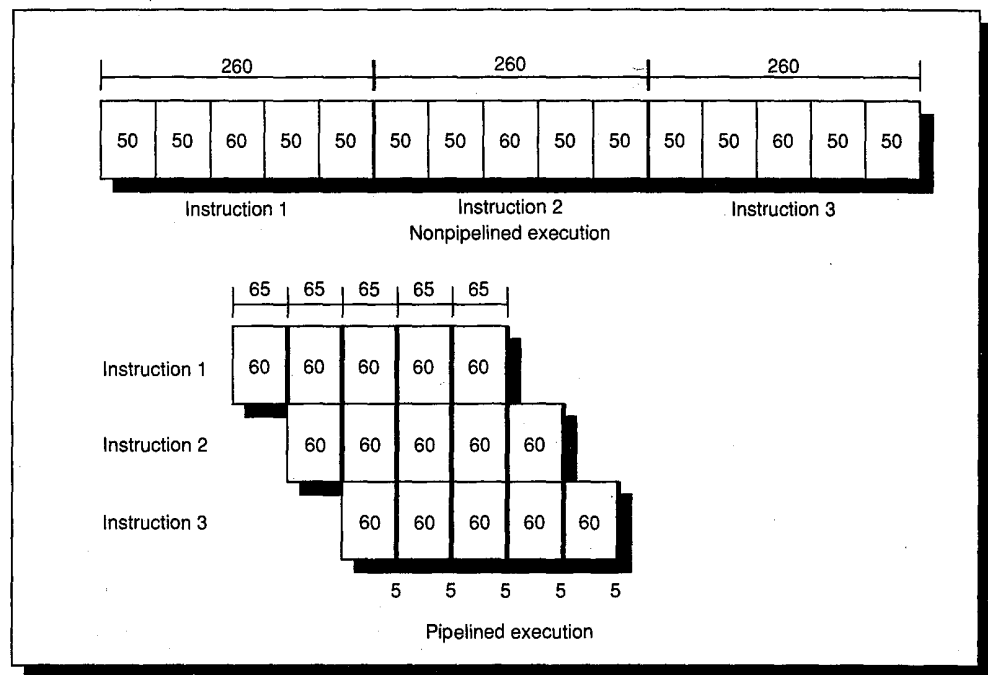 260 260 260
50 50 60 50 50 50 50 60 50 50 50 50 60 50 50
Instruction 1 Instruction 2 Instruction 3
Nonpipelined execution
65 65 65 65 65
Instruction 1 60 60 60 60 60
Instruction 2 60 60 60 60 60
Instruction 3 60 60 60 60 60
5 5 5 5 5
Pipelined execution